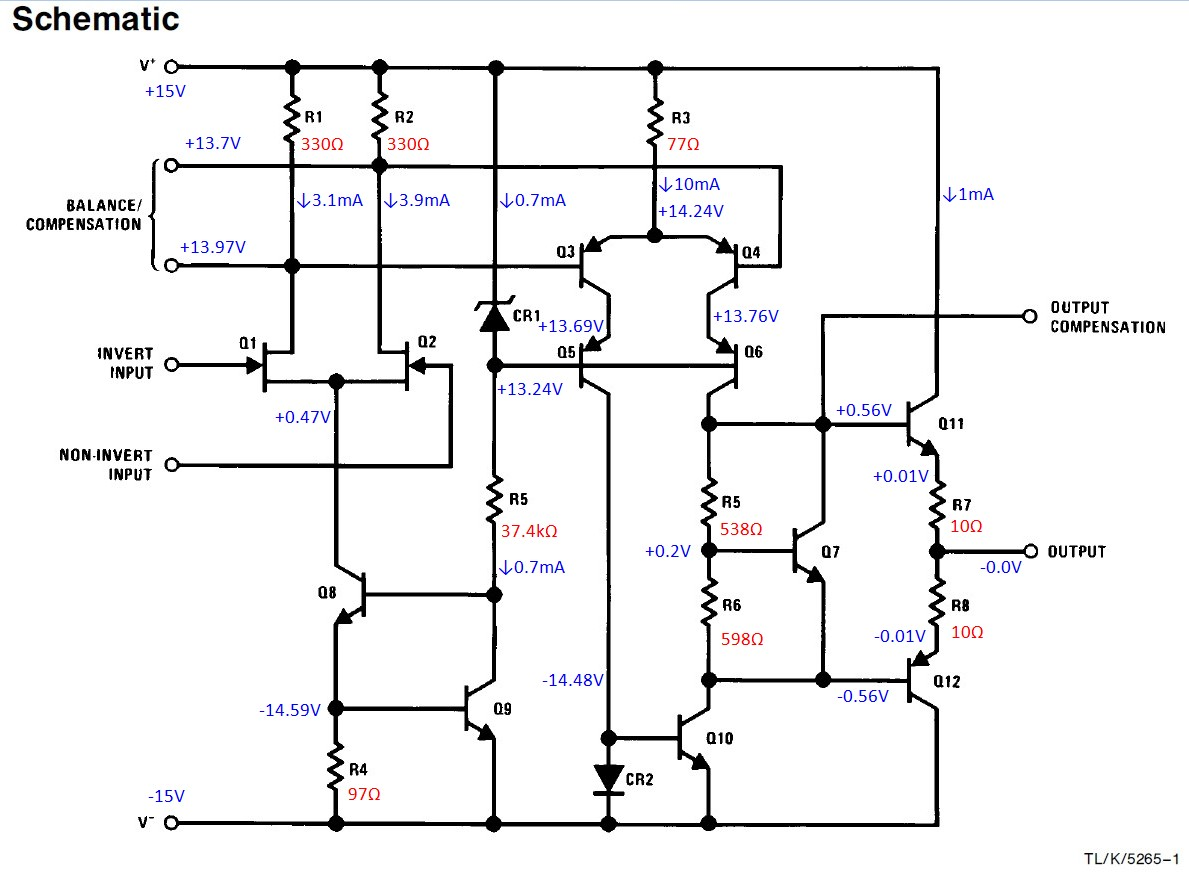 Schematic
V+
+15V
R1
330Ω
R2
330Ω
R3
77Ω
+13.7V
↓3.1mA
↓3.9mA
↓0.7mA
↓10mA
+14.24V
↓1mA
BALANCE/
COMPENSATION
+13.97V
Q3
Q4
CR1
+13.69V
+13.76V
OUTPUT
COMPENSATION
INVERT
INPUT
Q1
Q2
Q5
Q6
+13.24V
+0.47V
+0.56V
Q11
NON-INVERT
INPUT
+0.01V
R5
37.4kΩ
R5
538Ω
R7
10Ω
+0.2V
Q7
OUTPUT
-0.0V
↓0.7mA
Q8
R6
598Ω
R8
10Ω
-0.01V
-14.48V
-0.56V
Q12
-14.59V
Q9
Q10
R4
97Ω
CR2
-15V
V-
TL/K/5265–1